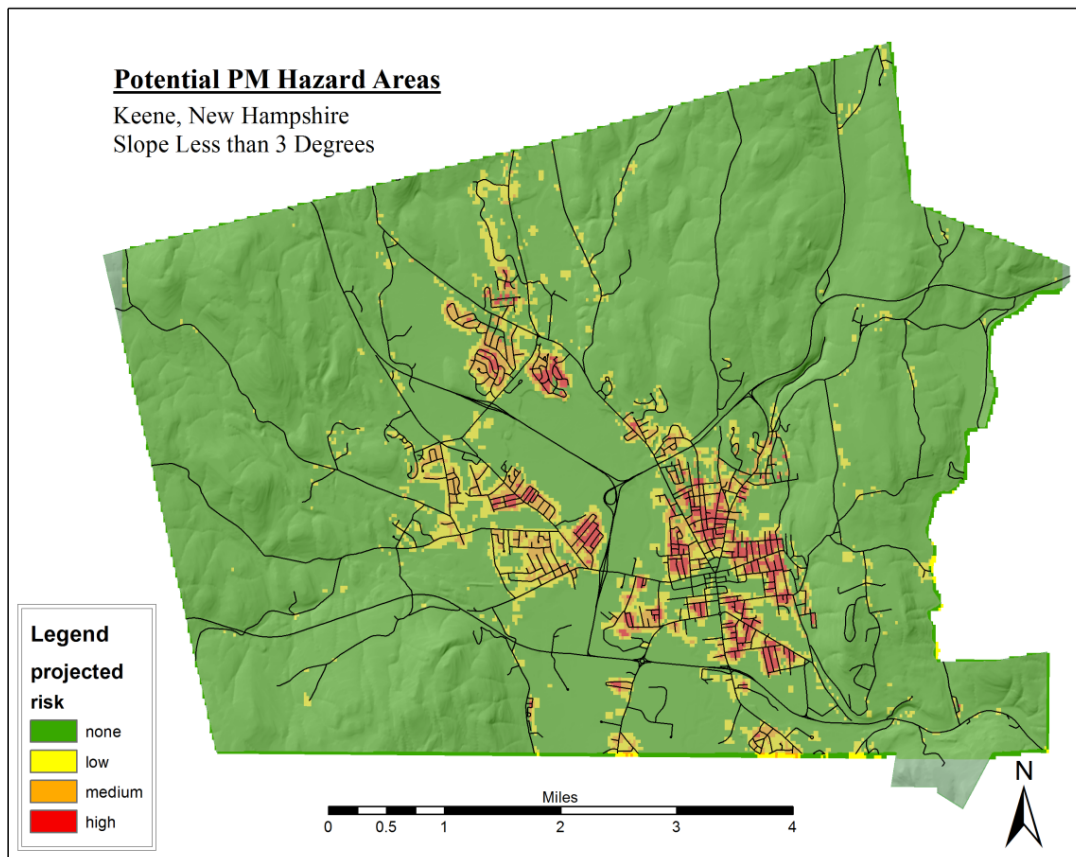 Potential PM Hazard Areas
Keene, New Hampshire
Slope Less than 3 Degrees
Legend
projected
risk
none
low
medium
high
Miles
0 0.5 1 2 3 4
N